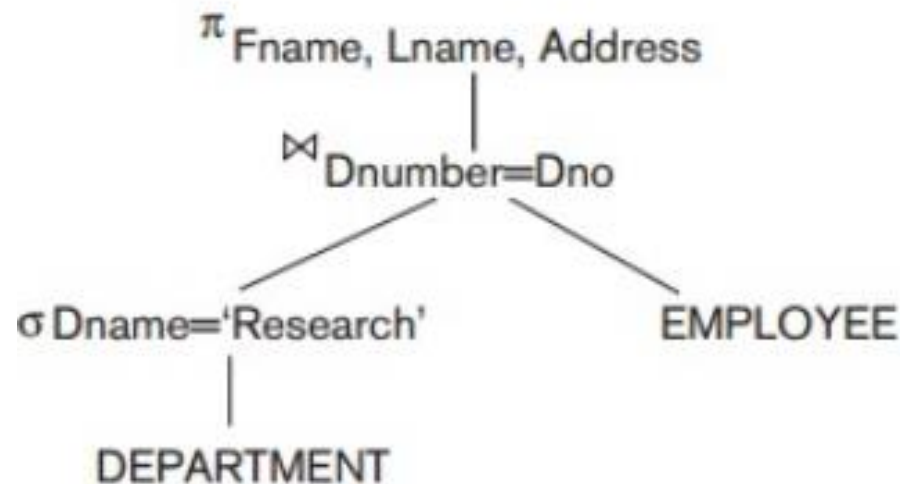 π Fname, Lname, Address
⋈ Dnumber=Dno
σ Dname=‘Research’
EMPLOYEE
DEPARTMENT